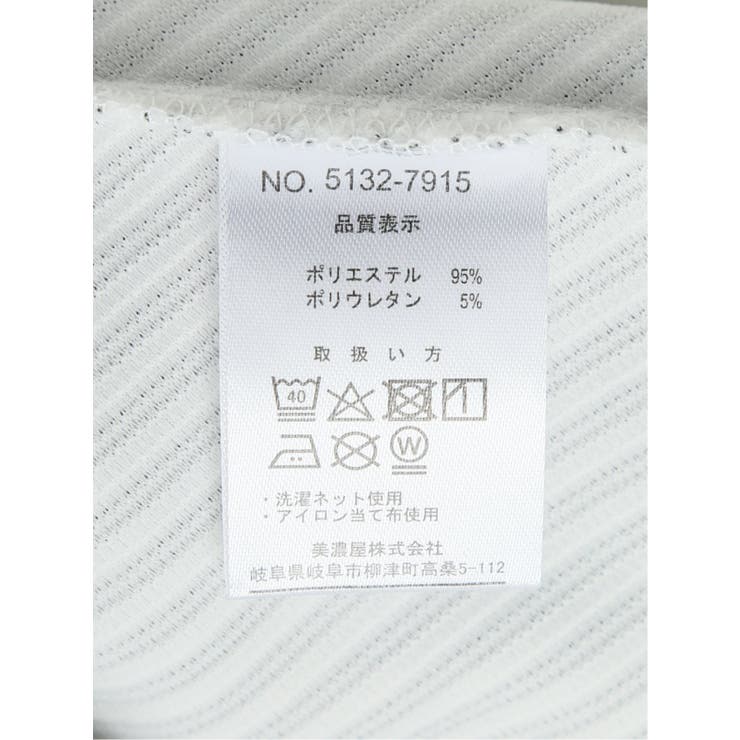 NO. 5132-7915
品質表示
ポリエステル 95%
ポリウレタン 5%
取扱い方
40
W
・洗濯ネット使用
・アイロン当て布使用
美濃屋株式会社
岐阜県岐阜市柳津町高桑5-112